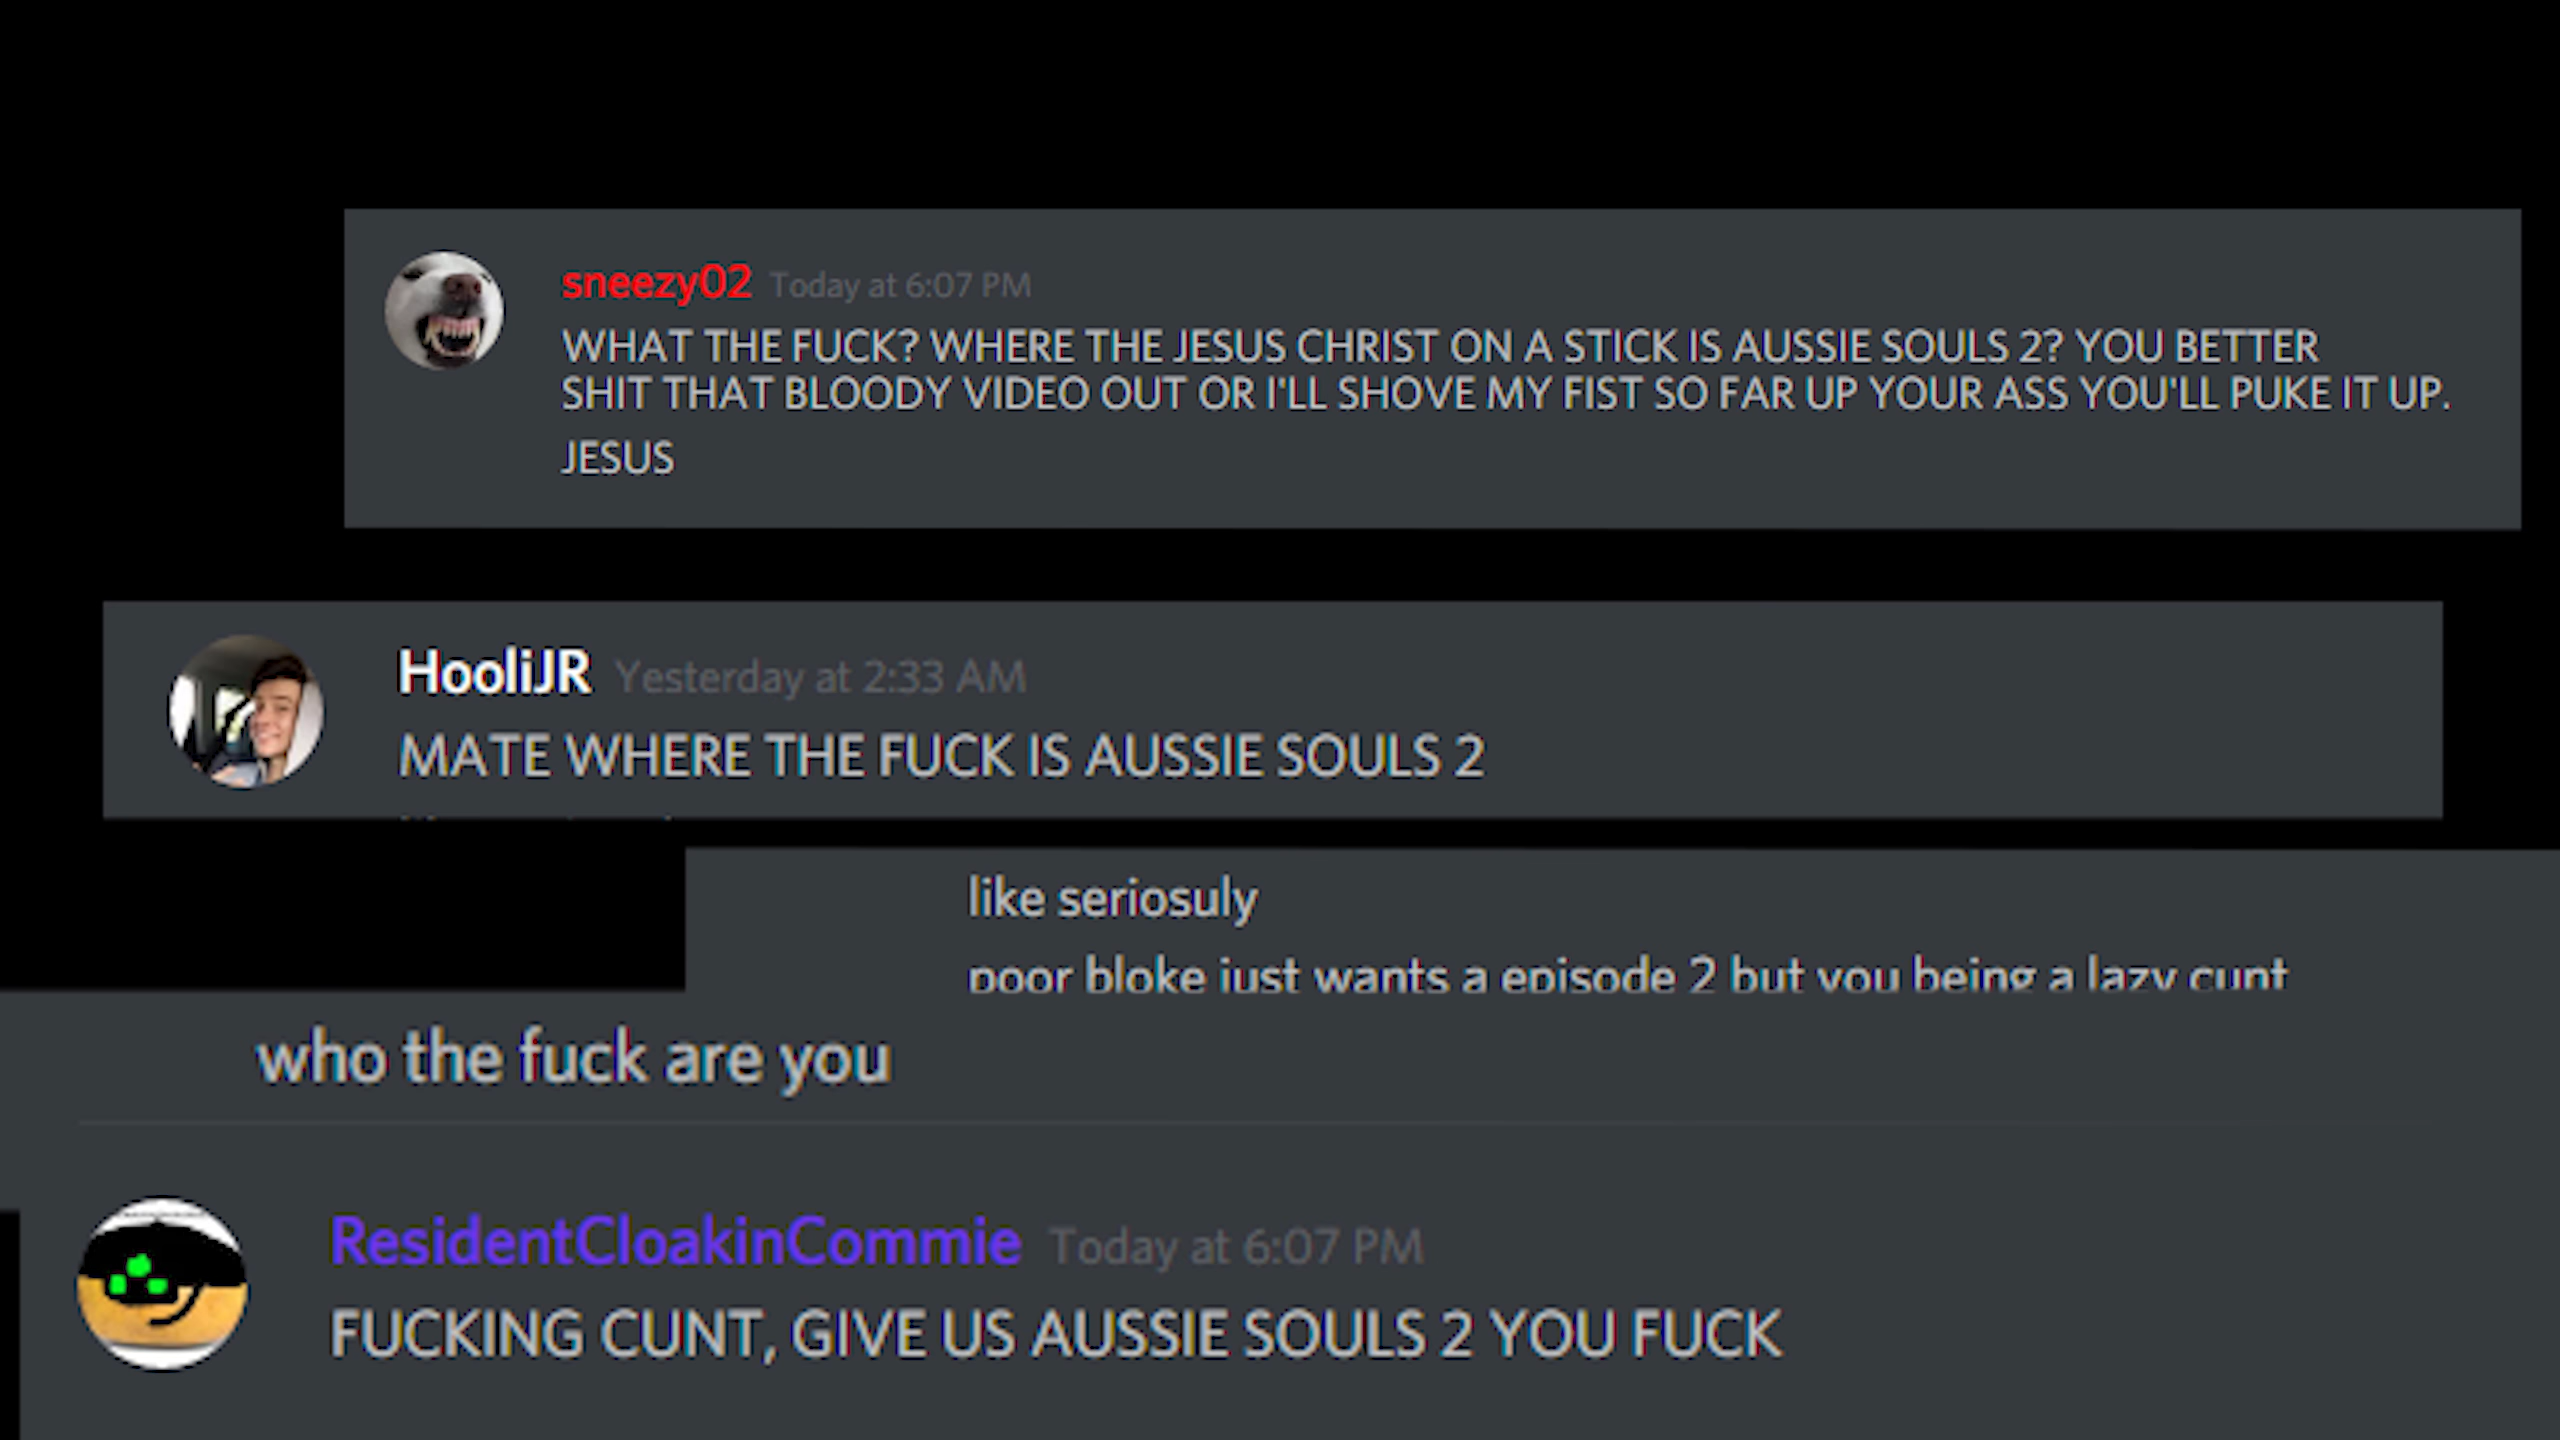 sneezy02 Today at 6:07 PM
WHAT THE FUCK? WHERE THE JESUS CHRIST ON A STICK IS AUSSIE SOULS 2? YOU BETTER
SHIT THAT BLOODY VIDEO OUT OR I'LL SHOVE MY FIST SO FAR UP YOUR ASS YOU'LL PUKE IT UP.
JESUS
HooliJR Yesterday at 2:33 AM
MATE WHERE THE FUCK IS AUSSIE SOULS 2
like seriosuly
poor bloke just wants a episode 2 but you being a lazy cunt
who the fuck are you
ResidentCloakinCommie Today at 6:07 PM
FUCKING CUNT, GIVE US AUSSIE SOULS 2 YOU FUCK